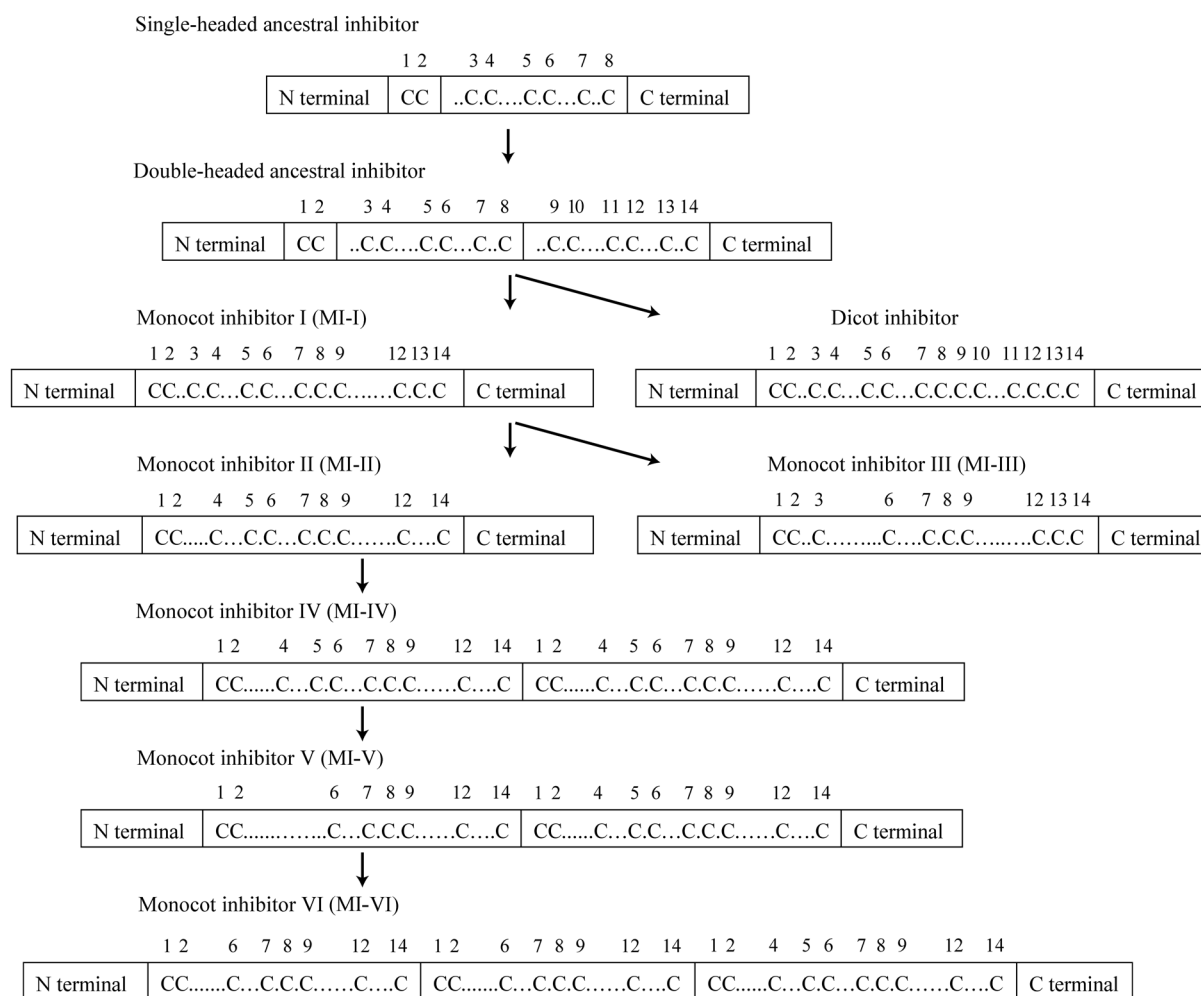 Single-headed ancestral inhibitor
1 2 3 4 5 6 7 8
N terminal CC ..C.C….C.C…C..C C terminal
Double-headed ancestral inhibitor
1 2 3 4 5 6 7 8 9 10 11 12 13 14
N terminal CC ..C.C….C.C…C..C ..C.C….C.C…C..C C terminal
Monocot inhibitor I (MI-I) Dicot inhibitor
1 2 3 4 5 6 7 8 9 12 13 14 1 2 3 4 5 6 7 8 9 10 11 12 13 14
N terminal CC..C.C…C.C…C.C.C…..….C.C.C C terminal N terminal CC..C.C…C.C…C.C.C.C…C.C.C.C C terminal
Monocot inhibitor II (MI-II) Monocot inhibitor III (MI-III)
1 2 4 5 6 7 8 9 12 14 1 2 3 6 7 8 9 12 13 14
N terminal CC.....C…C.C…C.C.C……C….C C terminal N terminal CC..C……...C…C.C.C…..….C.C.C C terminal
Monocot inhibitor IV (MI-IV)
1 2 4 5 6 7 8 9 12 14 1 2 4 5 6 7 8 9 12 14
N terminal CC......C…C.C…C.C.C……C….C CC......C…C.C…C.C.C……C….C C terminal
Monocot inhibitor V (MI-V)
1 2 6 7 8 9 12 14 1 2 4 5 6 7 8 9 12 14
N terminal CC.......……...C…C.C.C……C….C CC......C…C.C…C.C.C……C….C C terminal
Monocot inhibitor VI (MI-VI)
1 2 6 7 8 9 12 14 1 2 6 7 8 9 12 14 1 2 4 5 6 7 8 9 12 14
N terminal CC.......C…C.C.C……C….C CC.......C…C.C.C……C….C CC......C…C.C…C.C.C……C….C C terminal